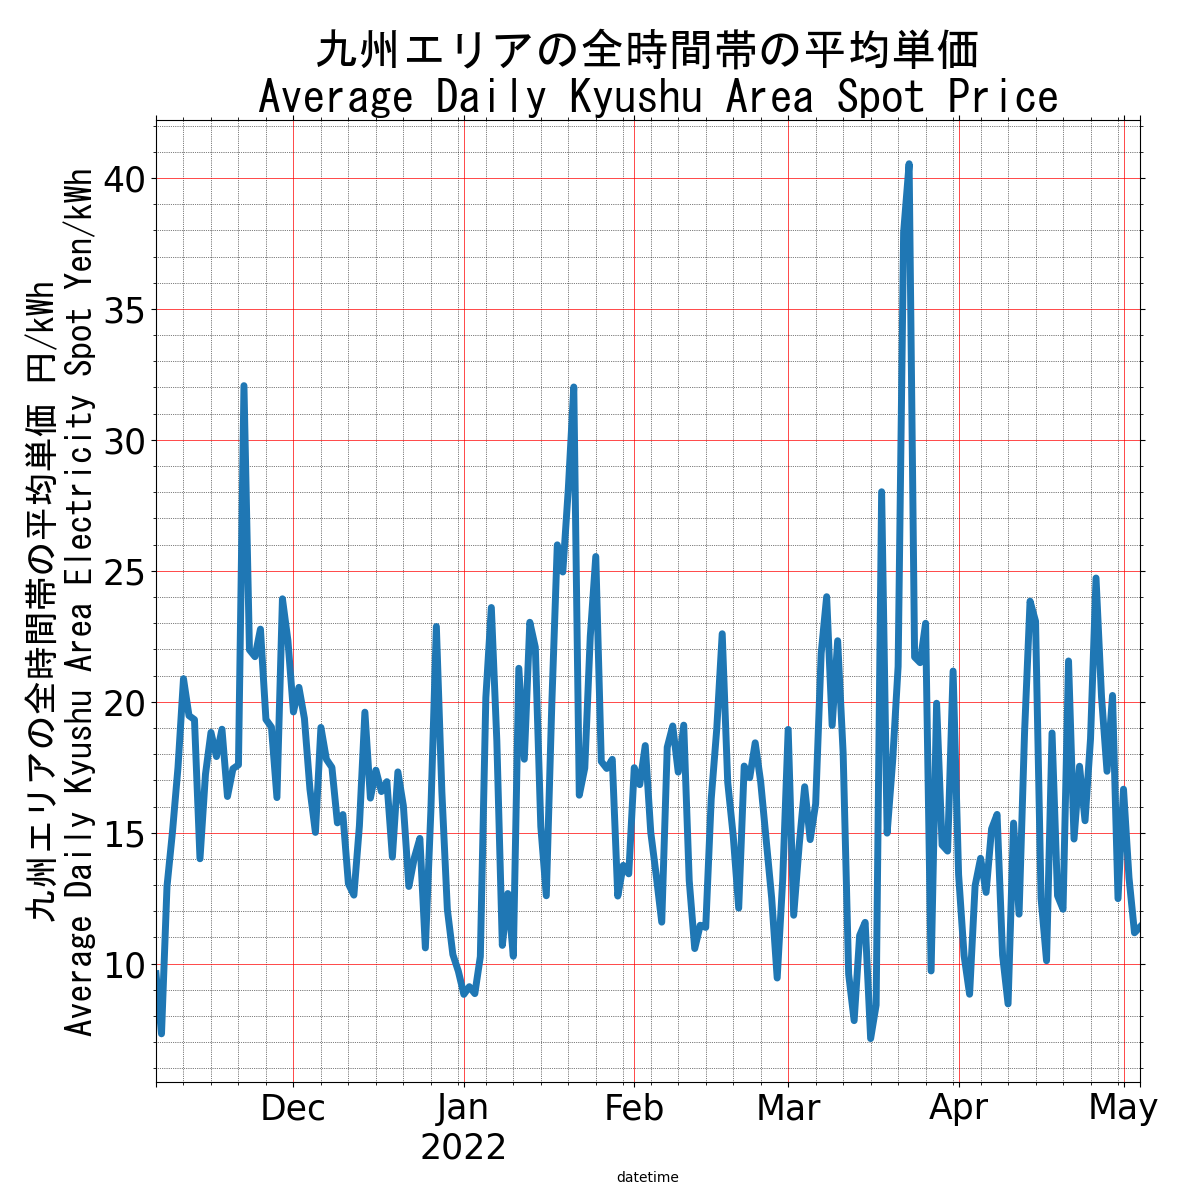 九州エリアの全時間帯の平均単価
Average Daily Kyushu Area Spot Price
九州エリアの全時間帯の平均単価 円/kWh
Average Daily Kyushu Area Electricity Spot Yen/kWh
40
35
30
25
20
15
10
Dec
Jan
2022
Feb
Mar
Apr
May
datetime